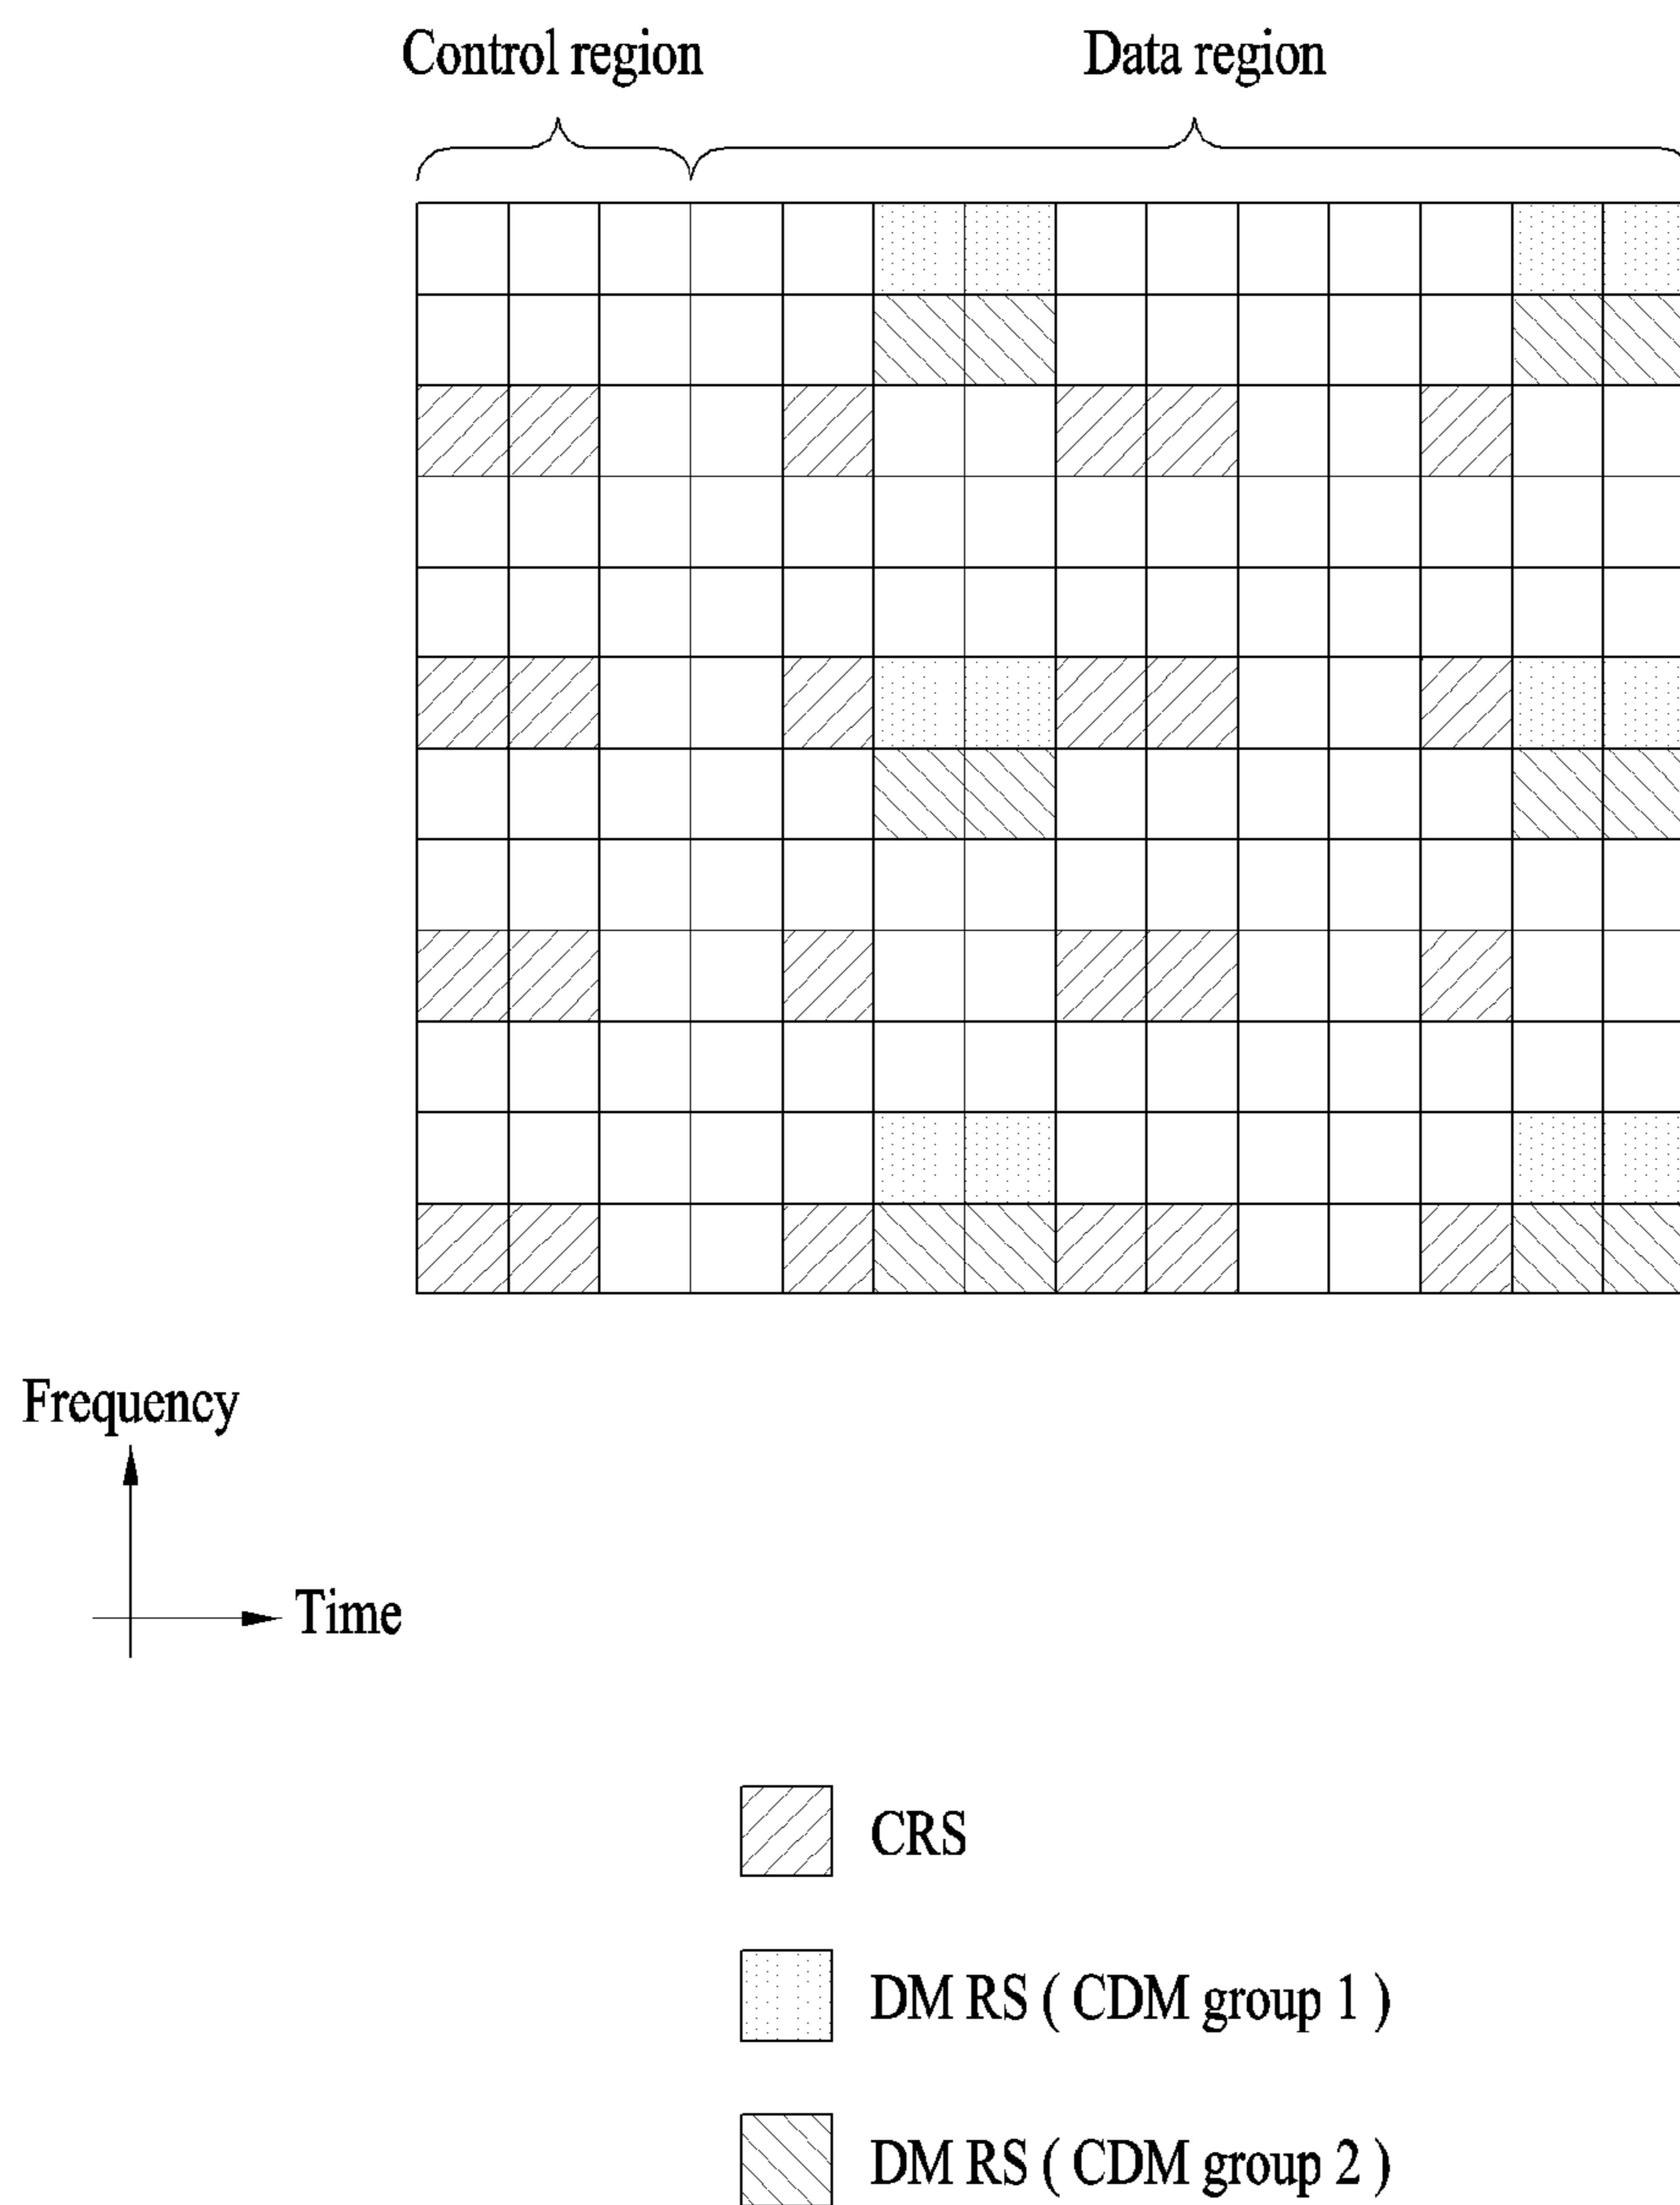 Control region
Data region
Frequency
Time
CRS
DM RS ( CDM group 1 )
DM RS ( CDM group 2 )